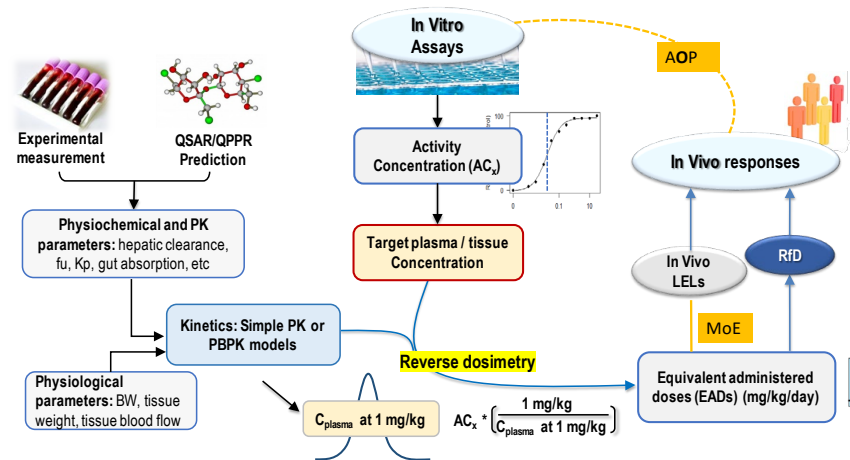 In Vitro
Assays
AOP
Experimental
measurement
QSAR/QPPR
Prediction
Activity
Concentration (ACx)
100
0
0
0.1
10
In Vivo responses
Physiochemical and PK
parameters: hepatic clearance,
fu, Kp, gut absorption, etc
Target plasma / tissue
Concentration
In Vivo
LELs
RfD
MoE
Kinetics: Simple PK or
PBPK models
Reverse dosimetry
Physiological
parameters: BW, tissue
weight, tissue blood flow
Cplasma at 1 mg/kg
ACx * ( 1 mg/kg
Cplasma at 1 mg/kg )
Equivalent administered
doses (EADs) (mg/kg/day)